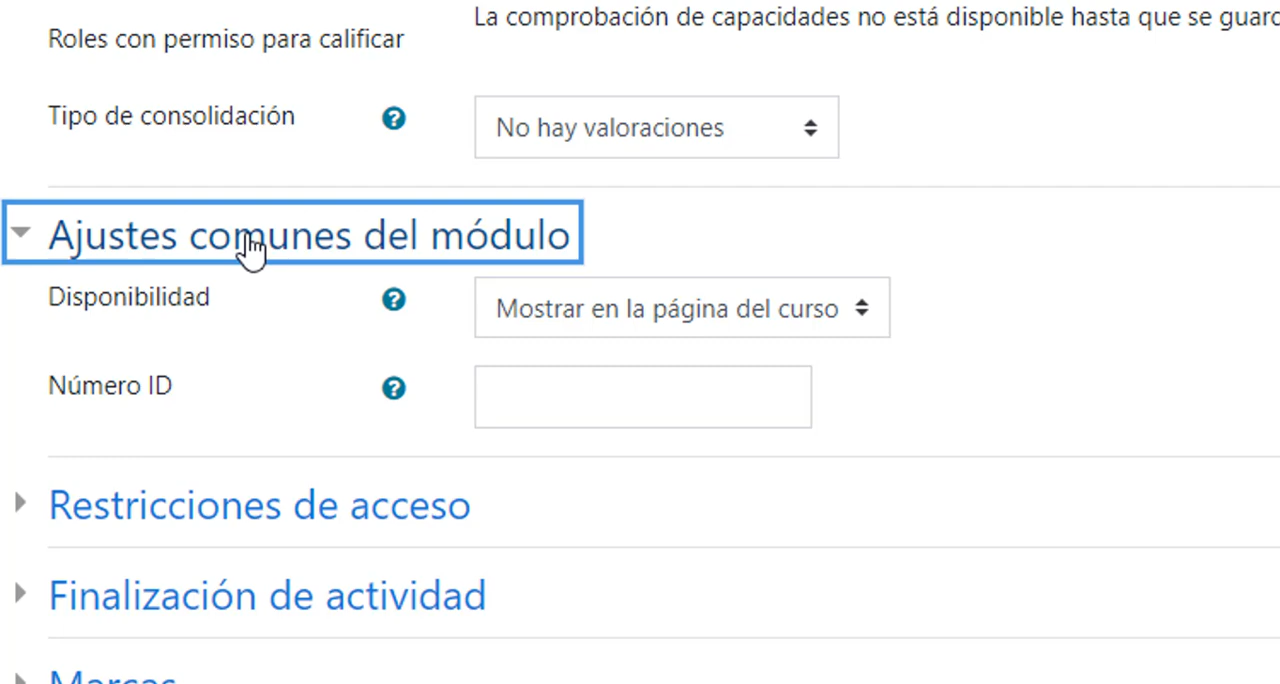 La comprobación de capacidades no está disponible hasta que se
Roles con permiso para calificar
Tipo de consolidación
No hay valoraciones
Ajustes comunes del módulo
Disponibilidad
Mostrar en la página del curso
Número ID
Restricciones de acceso
Finalización de actividad
Marcas